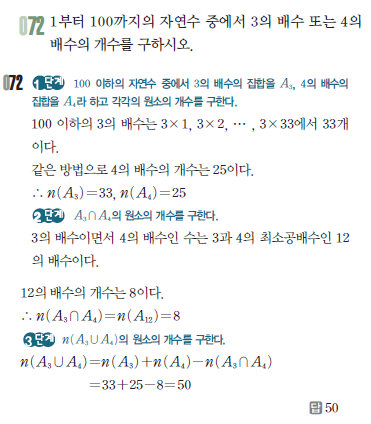 072 1부터 100까지의 자연수 중에서 3의 배수 또는 4의
배수의 개수를 구하시오.
072 1단계 100 이하의 자연수 중에서 3의 배수의 집합을 A₃, 4의 배수의
집합을 A₄라 하고 각각의 원소의 개수를 구한다.
100 이하의 3의 배수는 3×1, 3×2, ⋯ , 3×33에서 33개
이다.
같은 방법으로 4의 배수의 개수는 25이다.
∴ n(A₃)=33, n(A₄)=25
2단계 A₃∩A₄의 원소의 개수를 구한다.
3의 배수이면서 4의 배수인 수는 3과 4의 최소공배수인 12
의 배수이다.
12의 배수의 개수는 8이다.
∴ n(A₃∩A₄)=n(A₁₂)=8
3단계 n(A₃∪A₄)의 원소의 개수를 구한다.
n(A₃∪A₄)=n(A₃)+n(A₄)−n(A₃∩A₄)
=33+25−8=50
답 50